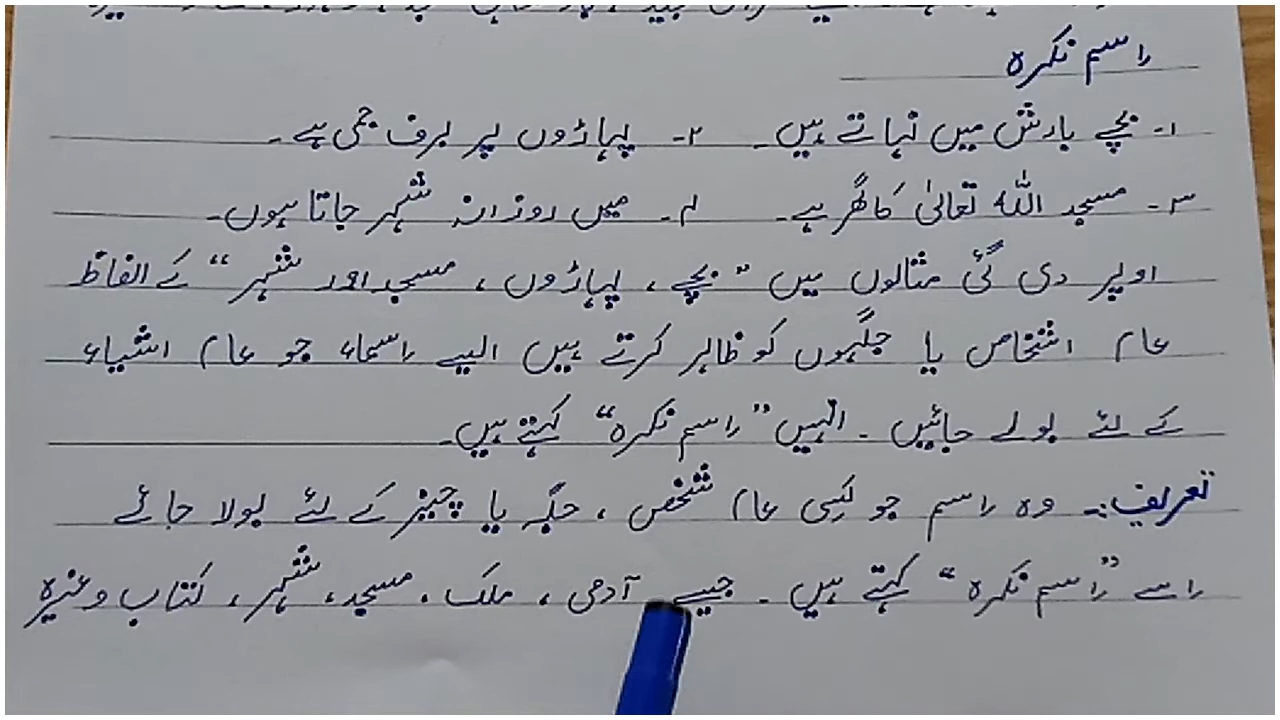 اسم نکرہ
۱۔ بچے بارش میں نہاتے ہیں۔ ۲۔ پہاڑوں پر برف جمی ہے۔
۳۔ مسجد اللہ تعالیٰ کا گھر ہے۔ ۴۔ میں روزانہ شہر جاتا ہوں۔
اوپر دی گئی مثالوں میں "بچے ، پہاڑوں ، مسجد اور شہر" کے الفاظ
عام اشخاص یا جگہوں کو ظاہر کرتے ہیں ایسے اسماء جو عام اشیاء
کے لئے بولے جائیں ۔ انہیں "اسم نکرہ" کہتے ہیں۔
تعریف:۔ وہ اسم جو کسی عام شخص ، جگہ یا چیز کے لئے بولا جائے
اسے "اسم نکرہ" کہتے ہیں ۔ جیسے آدمی ، ملک ، مسجد ، شہر ، کتاب وغیرہ